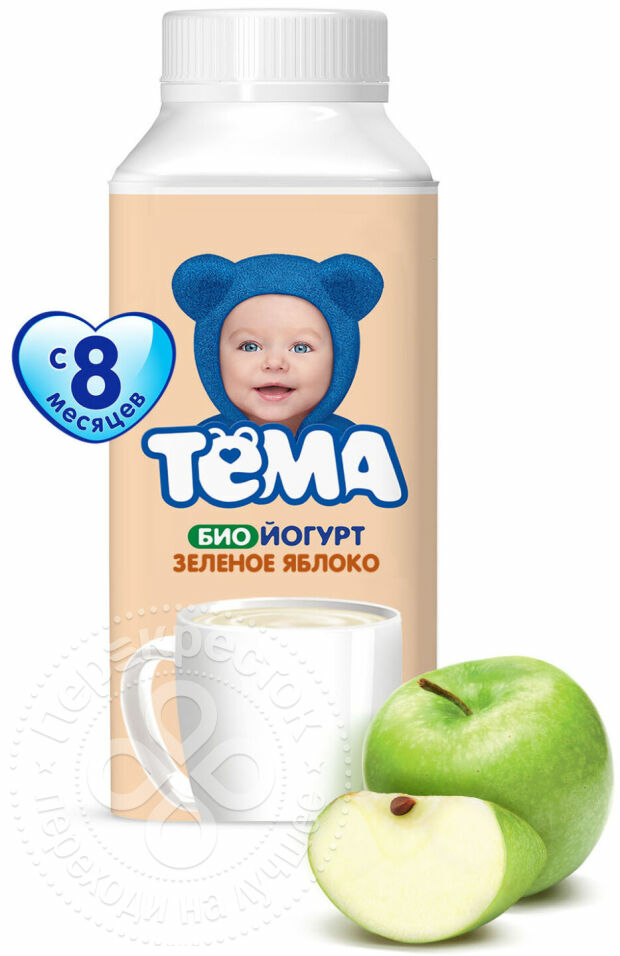 с 8
месяцев
ТЁМА
БИОЙОГУРТ
ЗЕЛЕНОЕ ЯБЛОКО
Перекресток
переходи на лучшее